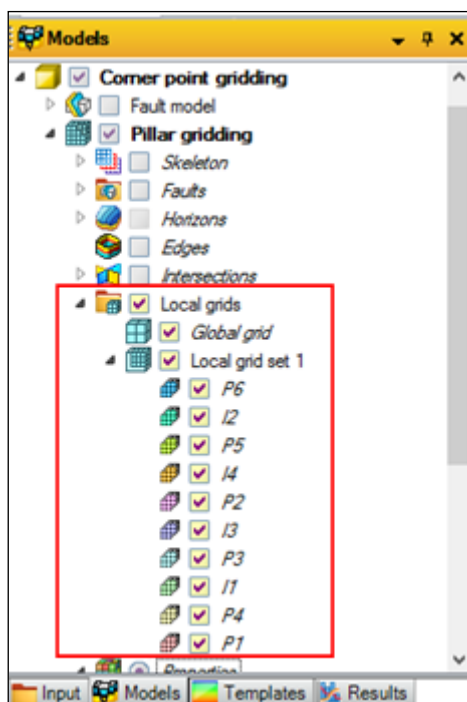 Models
Corner point gridding
Fault model
Pillar gridding
Skeleton
Faults
Horizons
Edges
Intersections
Local grids
Global grid
Local grid set 1
P6
I2
P5
I4
P2
I3
P3
I1
P4
P1
Properties
Input Models Templates Results